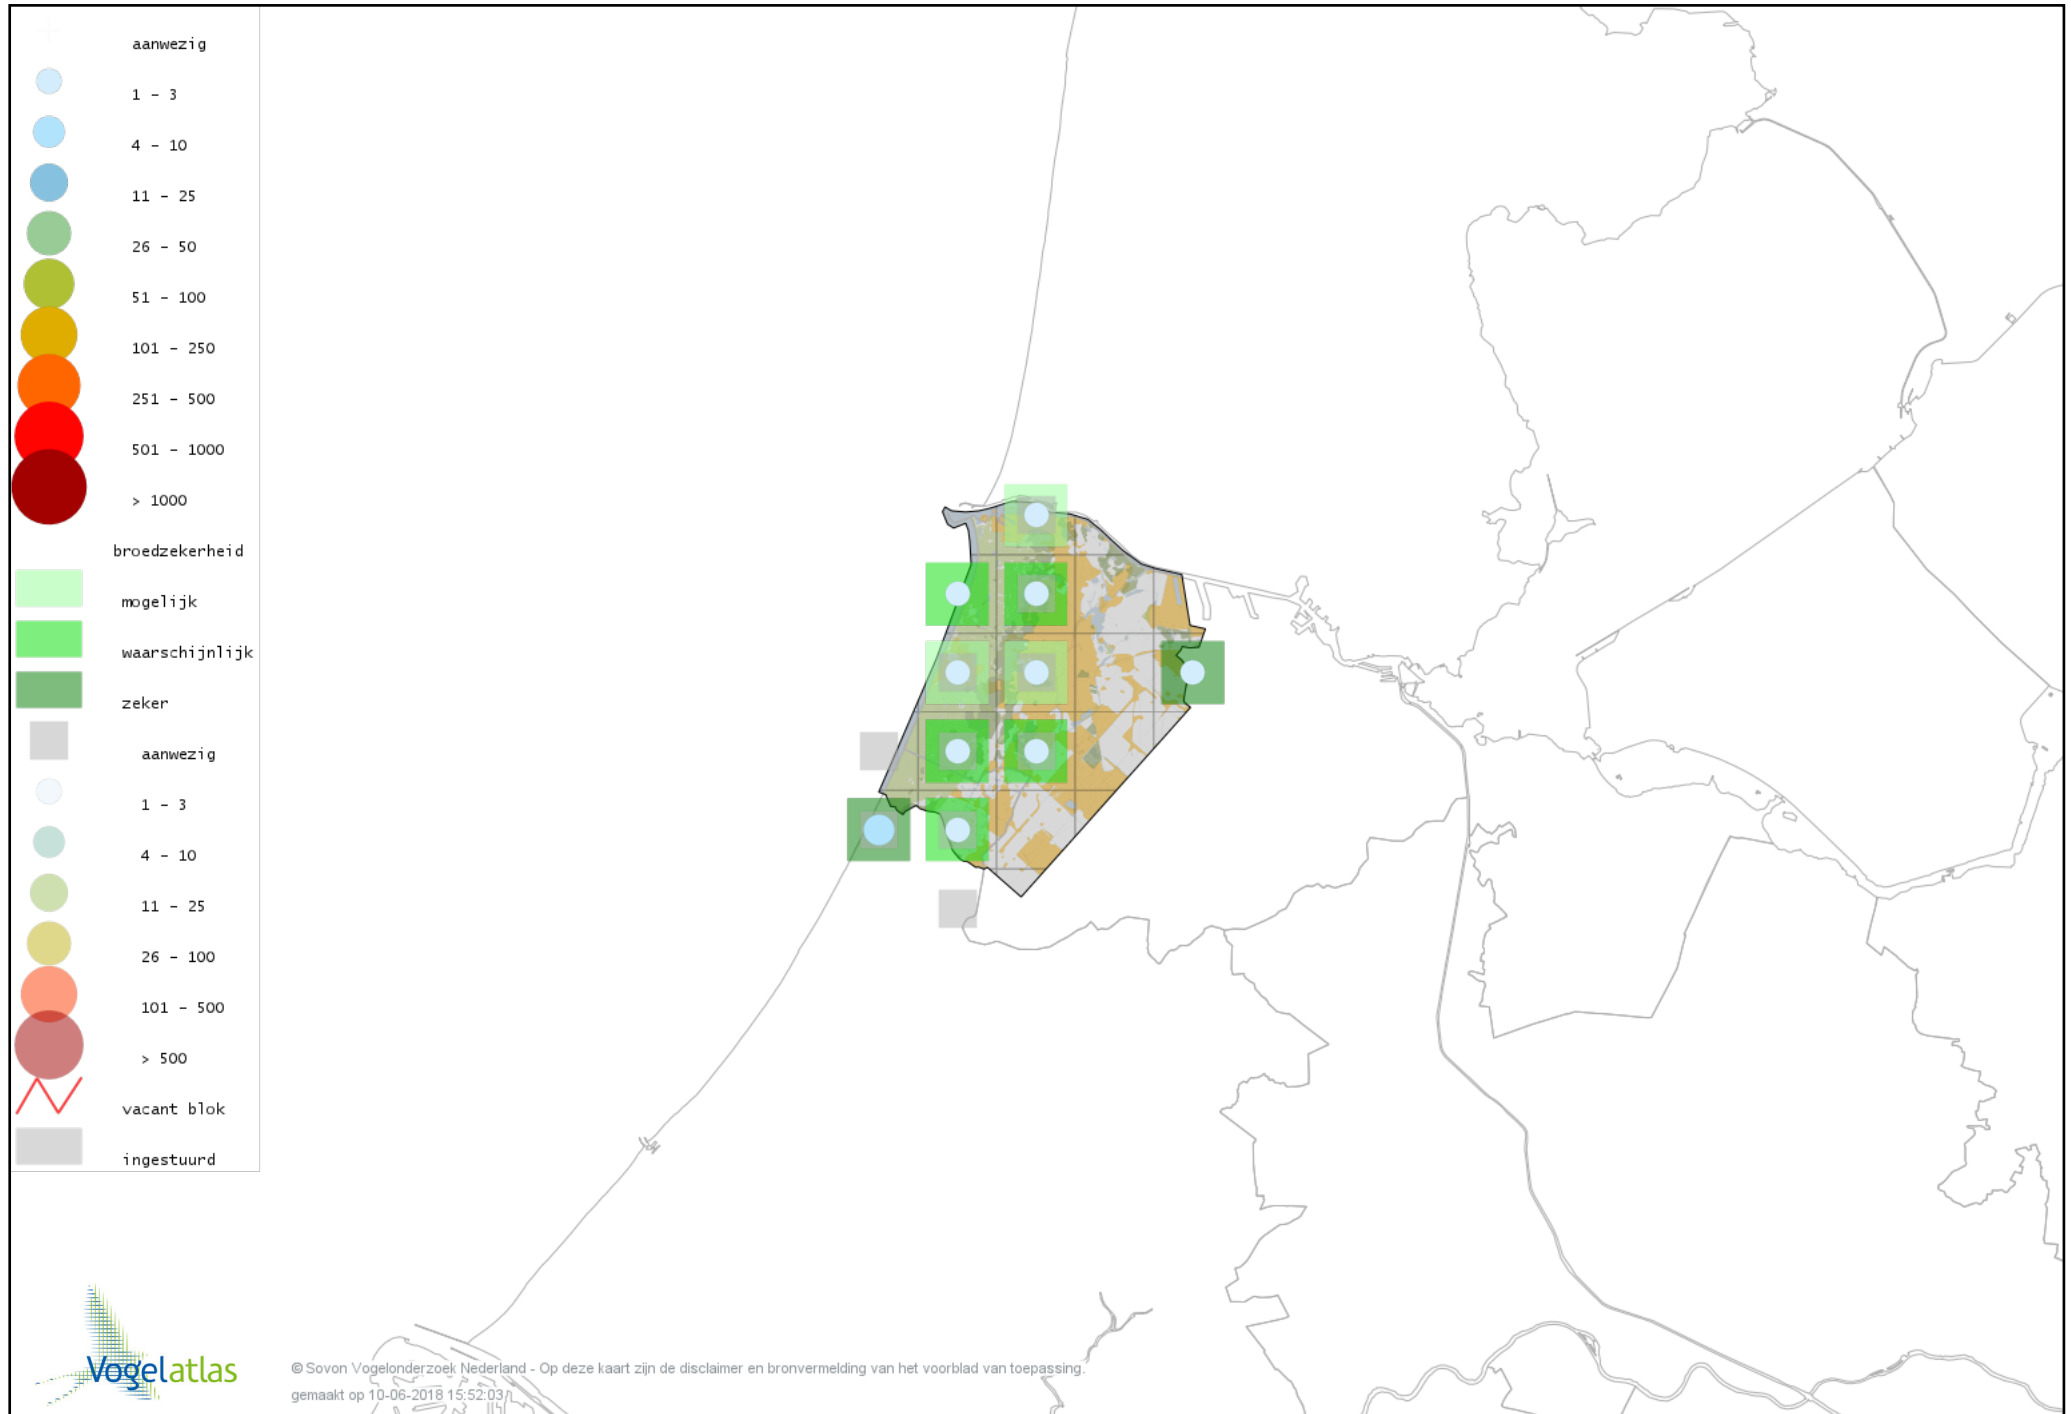 aanwezig
1 - 3
4 - 10
11 - 25
26 - 50
51 - 100
101 - 250
251 - 500
501 - 1000
> 1000
broedzekerheid
mogelijk
waarschijnlijk
zeker
aanwezig
1 - 3
4 - 10
11 - 25
26 - 100
101 - 500
> 500
vacant blok
ingestuurd
Vogelatlas
© Sovon Vogelonderzoek Nederland - Op deze kaart zijn de disclaimer en bronvermelding van het voorblad van toepassing.
gemaakt op 10-06-2018 15:52:03